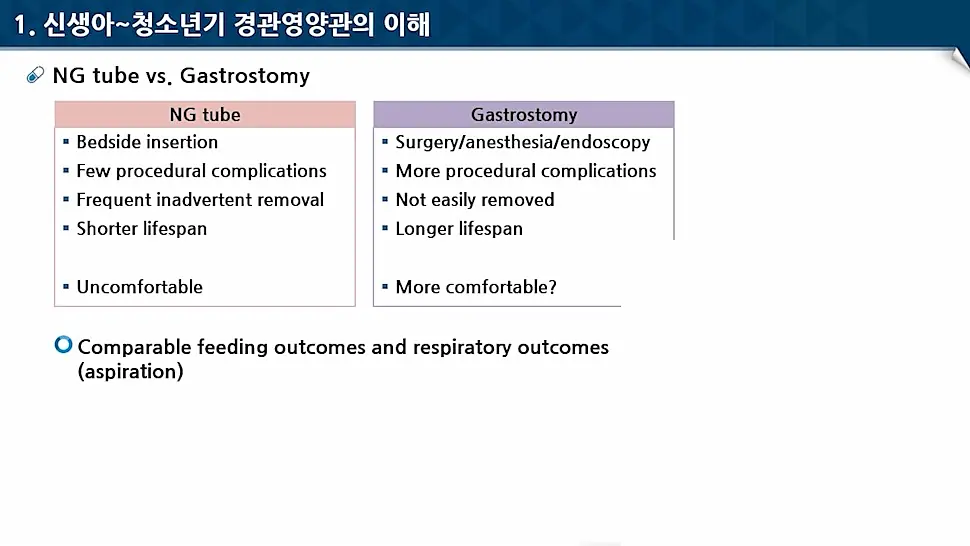 1. 신생아~청소년기 경관영양관의 이해
NG tube vs. Gastrostomy
NG tube
Bedside insertion
Few procedural complications
Frequent inadvertent removal
Shorter lifespan
Uncomfortable
Gastrostomy
Surgery/anesthesia/endoscopy
More procedural complications
Not easily removed
Longer lifespan
More comfortable?
Comparable feeding outcomes and respiratory outcomes
(aspiration)